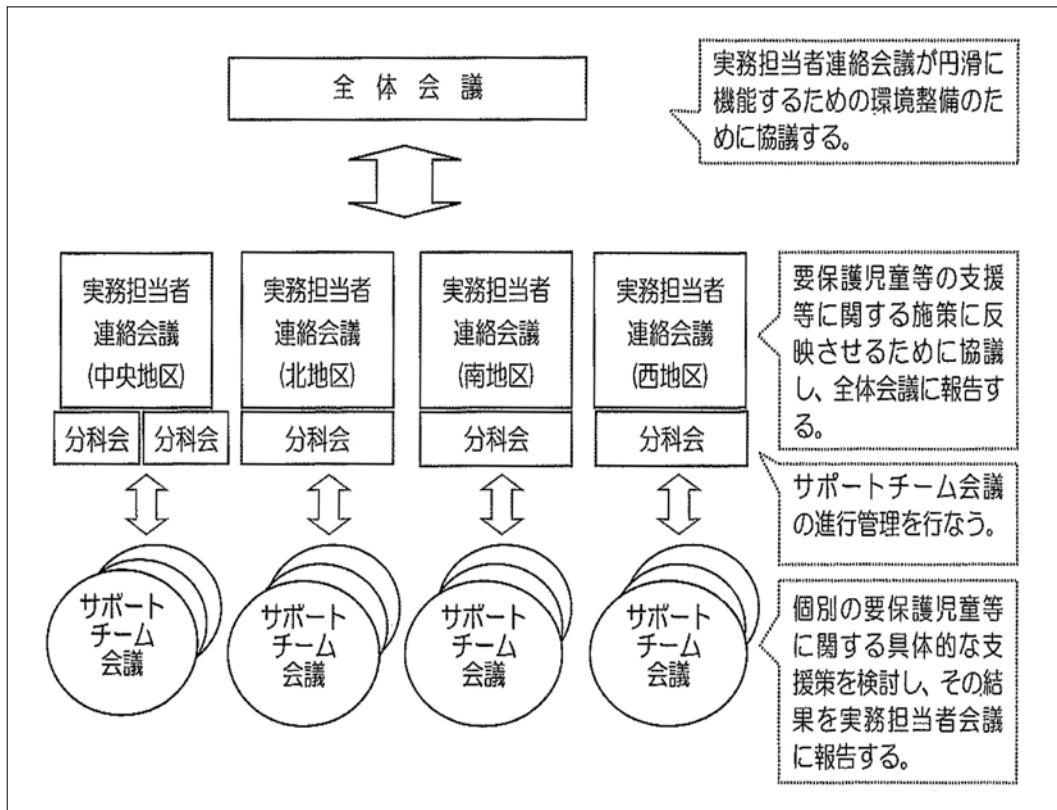 全体会議
実務担当者連絡会議が円滑に
機能するための環境整備のた
めに協議する。
実務担当者
連絡会議
(中央地区)
実務担当者
連絡会議
(北地区)
実務担当者
連絡会議
(南地区)
実務担当者
連絡会議
(西地区)
要保護児童等の支援
等に関する施策に反
映させるために協議
し、全体会議に報告す
る。
分科会
分科会
分科会
分科会
分科会
サポートチーム会議
の進行管理を行なう。
サポート
チーム
会議
サポート
チーム
会議
サポート
チーム
会議
サポート
チーム
会議
個別の要保護児童等
に関する具体的な支
援策を検討し、その結
果を実務担当者会議
に報告する。